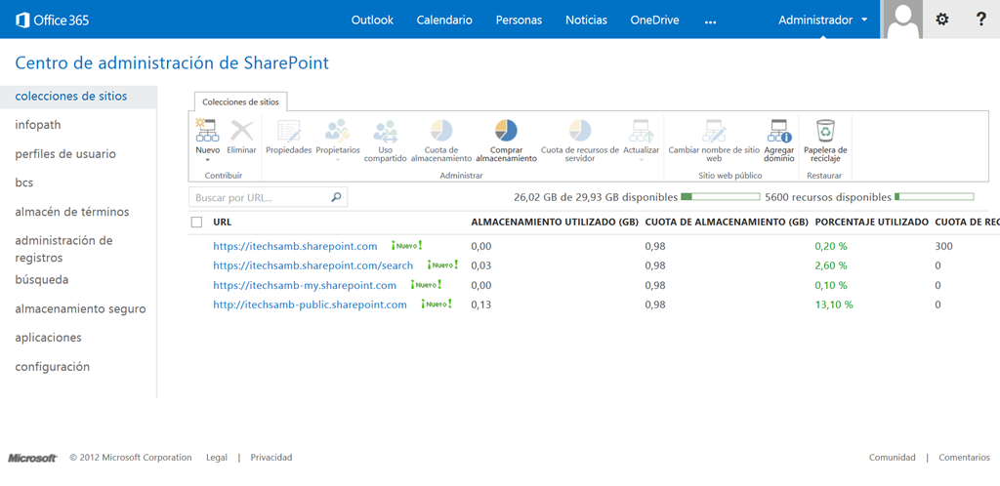 Office 365 Outlook Calendario Personas Noticias OneDrive ... Administrador ?
Centro de administración de SharePoint
colecciones de sitios
infopath
perfiles de usuario
bcs
almacén de términos
administración de
registros
búsqueda
almacenamiento seguro
aplicaciones
configuración
Colecciones de sitios
Nuevo Eliminar Propiedades Propietarios Uso compartido Cuota de almacenamiento Comprar almacenamiento Cuota de recursos de servidor Actualizar Cambiar nombre de sitio web Agregar dominio Papelera de reciclaje
Contribuir Administrar Sitio web público Restaurar
Buscar por URL... 26,02 GB de 29,93 GB disponibles 5600 recursos disponibles
URL ALMACENAMIENTO UTILIZADO (GB) CUOTA DE ALMACENAMIENTO (GB) PORCENTAJE UTILIZADO CUOTA DE REC
https://itechsamb.sharepoint.com ¡Nuevo! 0,00 0,98 0,20 % 300
https://itechsamb.sharepoint.com/search ¡Nuevo! 0,03 0,98 2,60 % 0
https://itechsamb-my.sharepoint.com ¡Nuevo! 0,00 0,98 0,10 % 0
http://itechsamb-public.sharepoint.com ¡Nuevo! 0,13 0,98 13,10 % 0
Microsoft © 2012 Microsoft Corporation Legal | Privacidad Comunidad | Comentarios